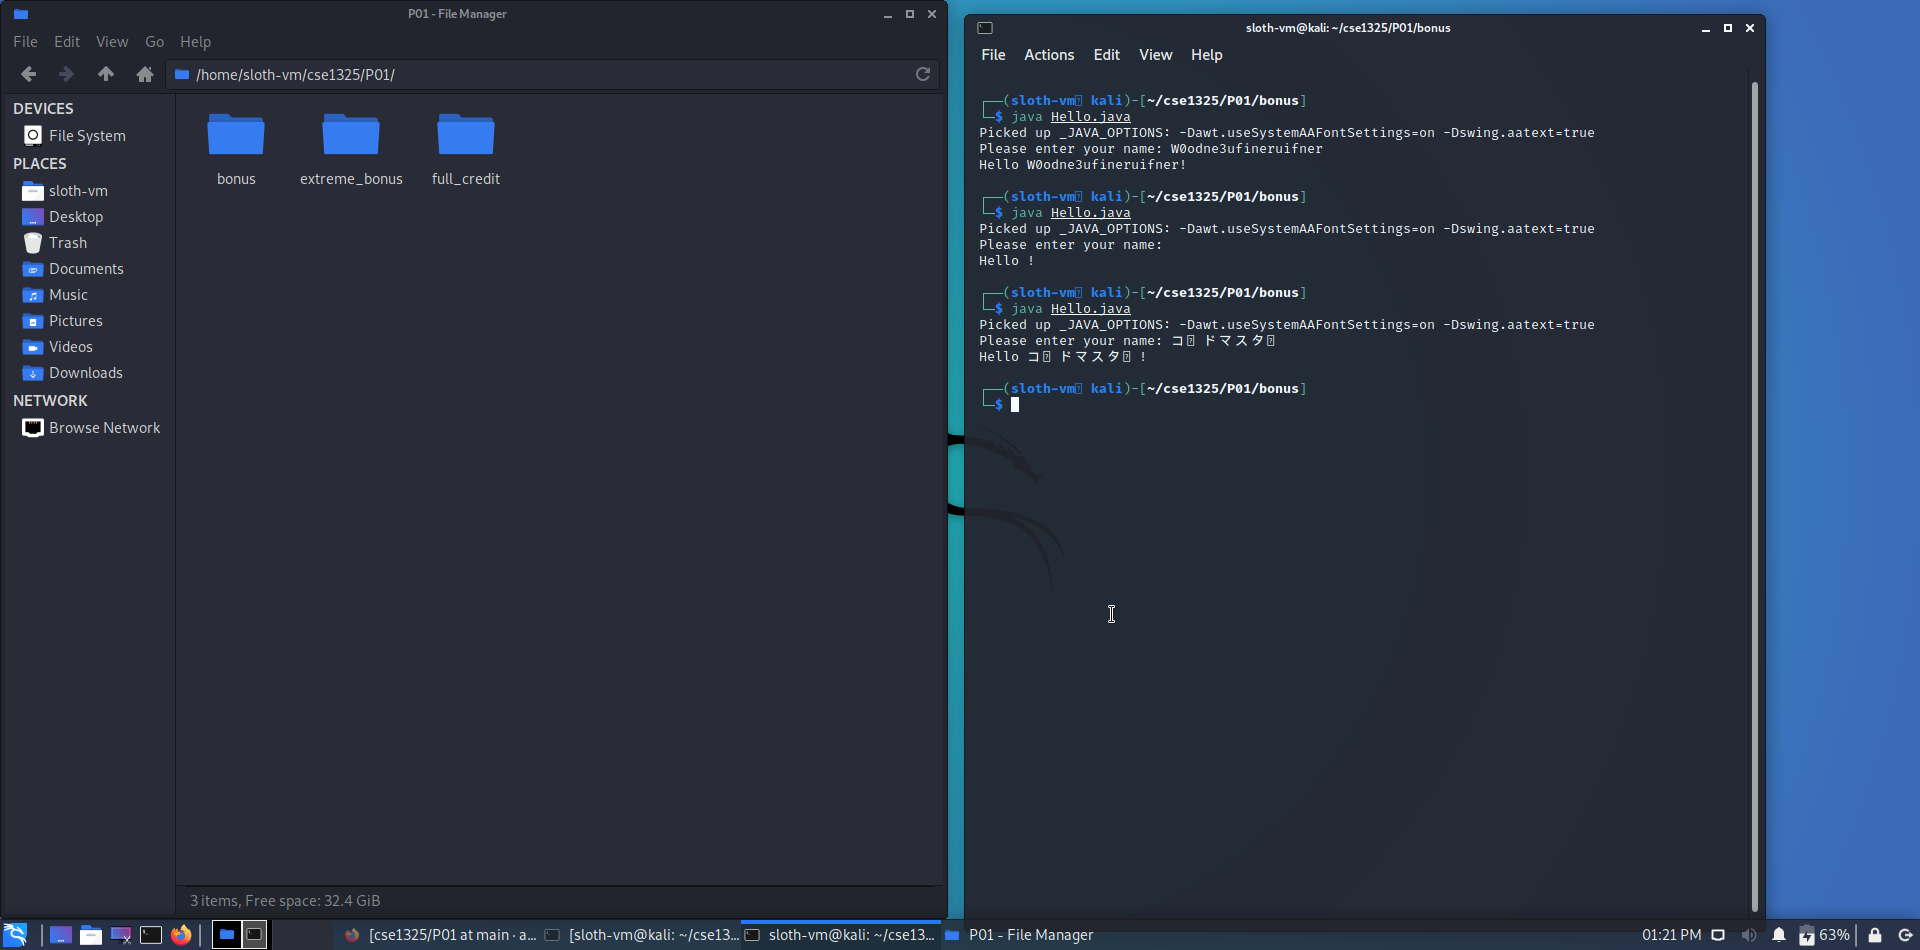 P01 - File Manager
File Edit View Go Help
/home/sloth-vm/cse1325/P01/
DEVICES
File System
PLACES
sloth-vm
Desktop
Trash
Documents
Music
Pictures
Videos
Downloads
NETWORK
Browse Network
bonus extreme_bonus full_credit
3 items, Free space: 32.4 GiB
sloth-vm@kali: ~/cse1325/P01/bonus
File Actions Edit View Help
┌──(sloth-vm kali)-[~/cse1325/P01/bonus]
└─$ java Hello.java
Picked up _JAVA_OPTIONS: -Dawt.useSystemAAFontSettings=on -Dswing.aatext=true
Please enter your name: W0odne3ufineruifner
Hello W0odne3ufineruifner!
┌──(sloth-vm kali)-[~/cse1325/P01/bonus]
└─$ java Hello.java
Picked up _JAVA_OPTIONS: -Dawt.useSystemAAFontSettings=on -Dswing.aatext=true
Please enter your name:
Hello !
┌──(sloth-vm kali)-[~/cse1325/P01/bonus]
└─$ java Hello.java
Picked up _JAVA_OPTIONS: -Dawt.useSystemAAFontSettings=on -Dswing.aatext=true
Please enter your name: コ ドマスタ
Hello コ ドマスタ !
┌──(sloth-vm kali)-[~/cse1325/P01/bonus]
└─$
[cse1325/P01 at main · a... [sloth-vm@kali: ~/cse13... sloth-vm@kali: ~/cse13... P01 - File Manager 01:21 PM 63%